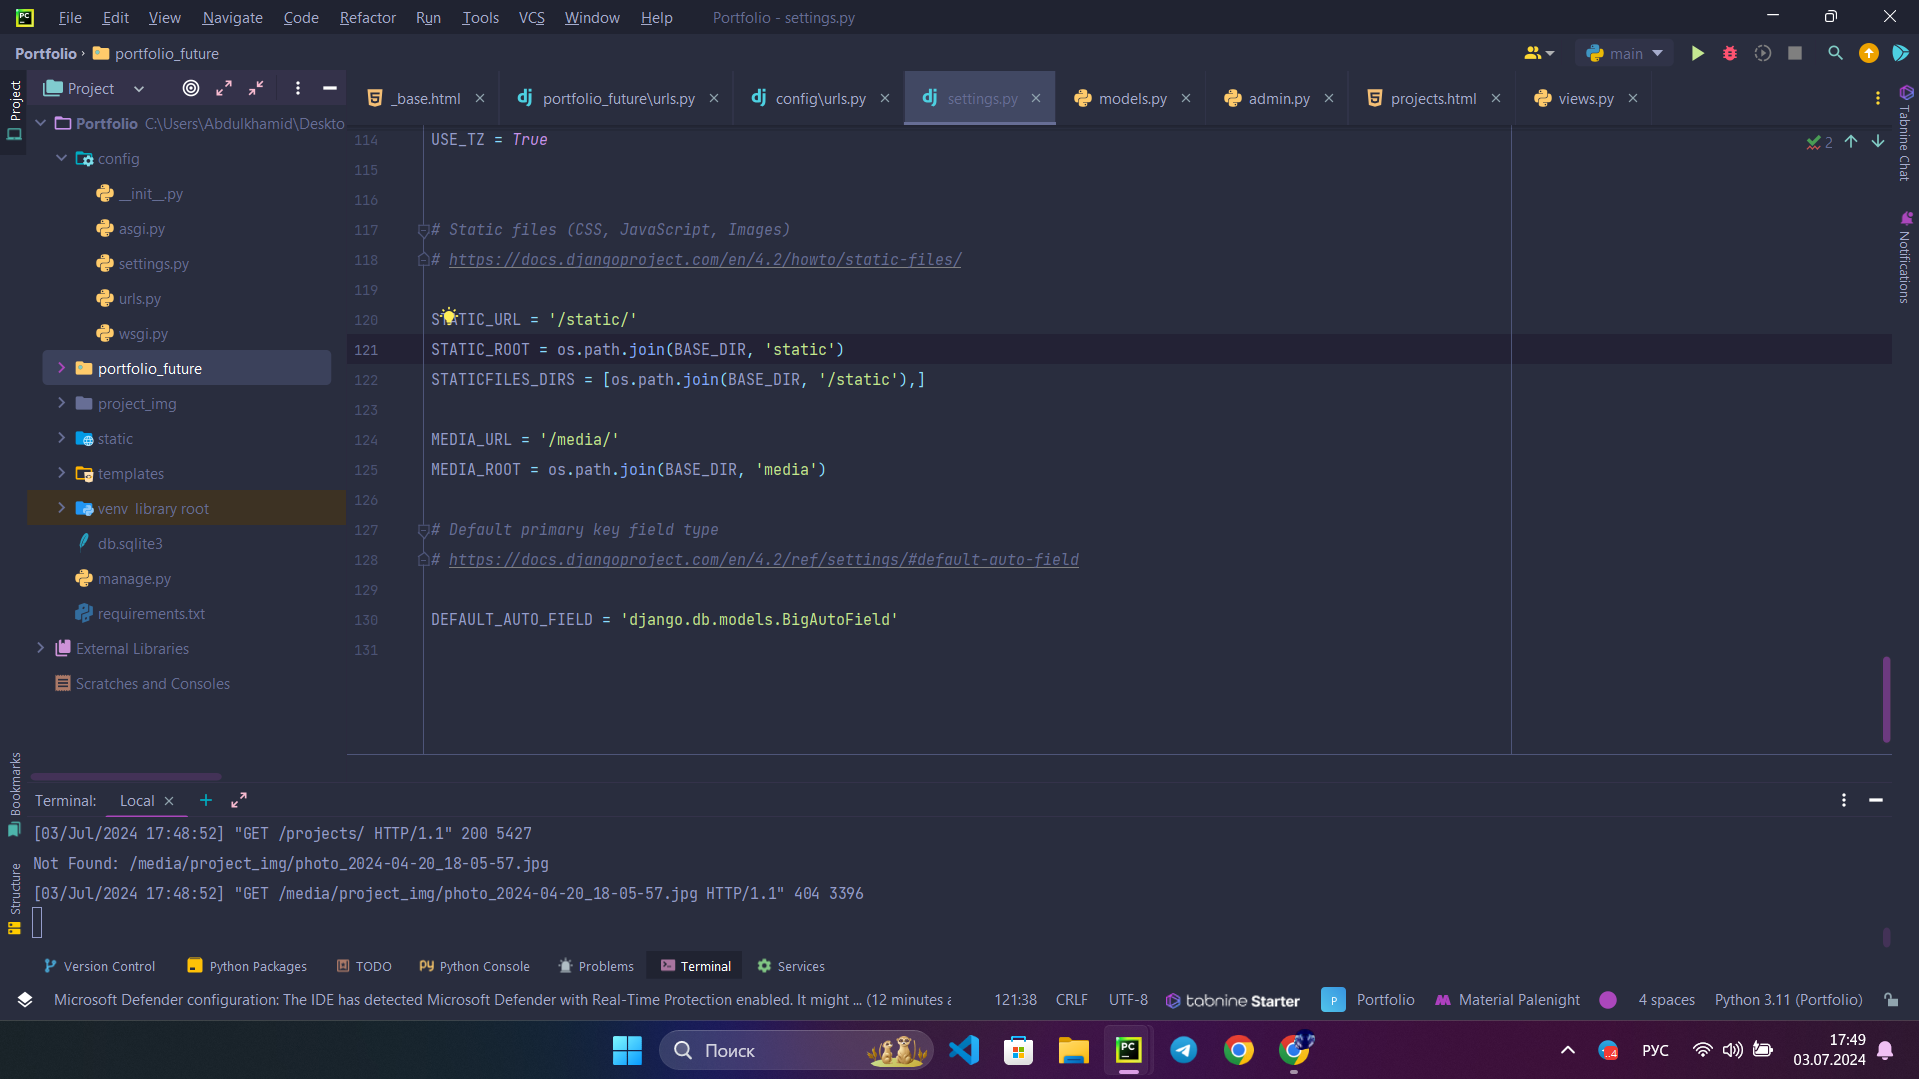 File Edit View Navigate Code Refactor Run Tools VCS Window Help Portfolio - settings.py
Portfolio › portfolio_future main
Project
Project
_base.html portfolio_future\urls.py config\urls.py settings.py models.py admin.py projects.html views.py
Portfolio C:\Users\Abdulkhamid\Deskto
config
__init__.py
asgi.py
settings.py
urls.py
wsgi.py
portfolio_future
project_img
static
templates
venv library root
db.sqlite3
manage.py
requirements.txt
External Libraries
Scratches and Consoles
114 USE_TZ = True
115
116
117 # Static files (CSS, JavaScript, Images)
118 # https://docs.djangoproject.com/en/4.2/howto/static-files/
119
120 STATIC_URL = '/static/'
121 STATIC_ROOT = os.path.join(BASE_DIR, 'static')
122 STATICFILES_DIRS = [os.path.join(BASE_DIR, '/static'),]
123
124 MEDIA_URL = '/media/'
125 MEDIA_ROOT = os.path.join(BASE_DIR, 'media')
126
127 # Default primary key field type
128 # https://docs.djangoproject.com/en/4.2/ref/settings/#default-auto-field
129
130 DEFAULT_AUTO_FIELD = 'django.db.models.BigAutoField'
131
2
Tabnine Chat
Notifications
Bookmarks
Structure
Terminal: Local
[03/Jul/2024 17:48:52] "GET /projects/ HTTP/1.1" 200 5427
Not Found: /media/project_img/photo_2024-04-20_18-05-57.jpg
[03/Jul/2024 17:48:52] "GET /media/project_img/photo_2024-04-20_18-05-57.jpg HTTP/1.1" 404 3396
Version Control Python Packages TODO Python Console Problems Terminal Services
Microsoft Defender configuration: The IDE has detected Microsoft Defender with Real-Time Protection enabled. It might ... (12 minutes a 121:38 CRLF UTF-8 tabnine Starter P Portfolio Material Palenight 4 spaces Python 3.11 (Portfolio)
Поиск РУС 17:49
03.07.2024